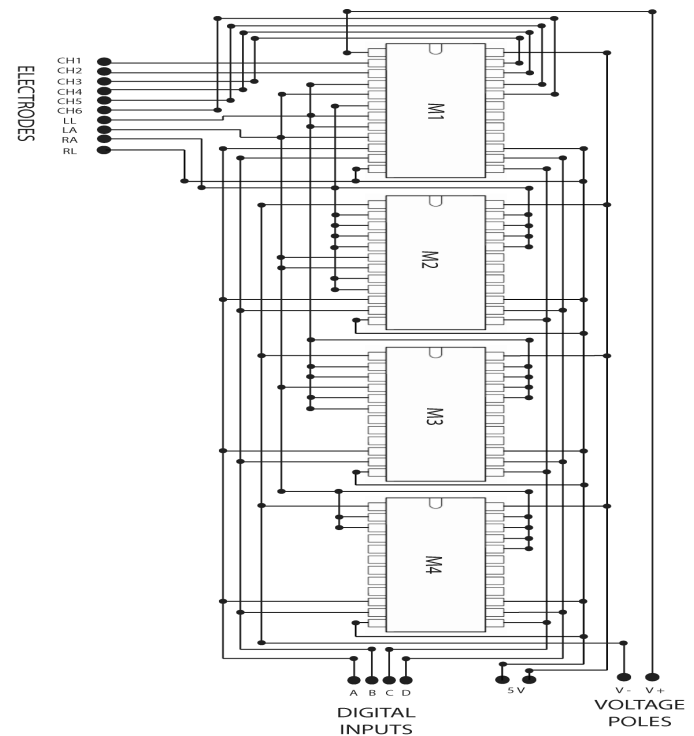 ELECTRODES
CH1
CH2
CH3
CH4
CH5
CH6
LL
LA
RA
RL
M1
M2
M3
M4
A B C D
5V
V- V+
DIGITAL
INPUTS
VOLTAGE
POLES